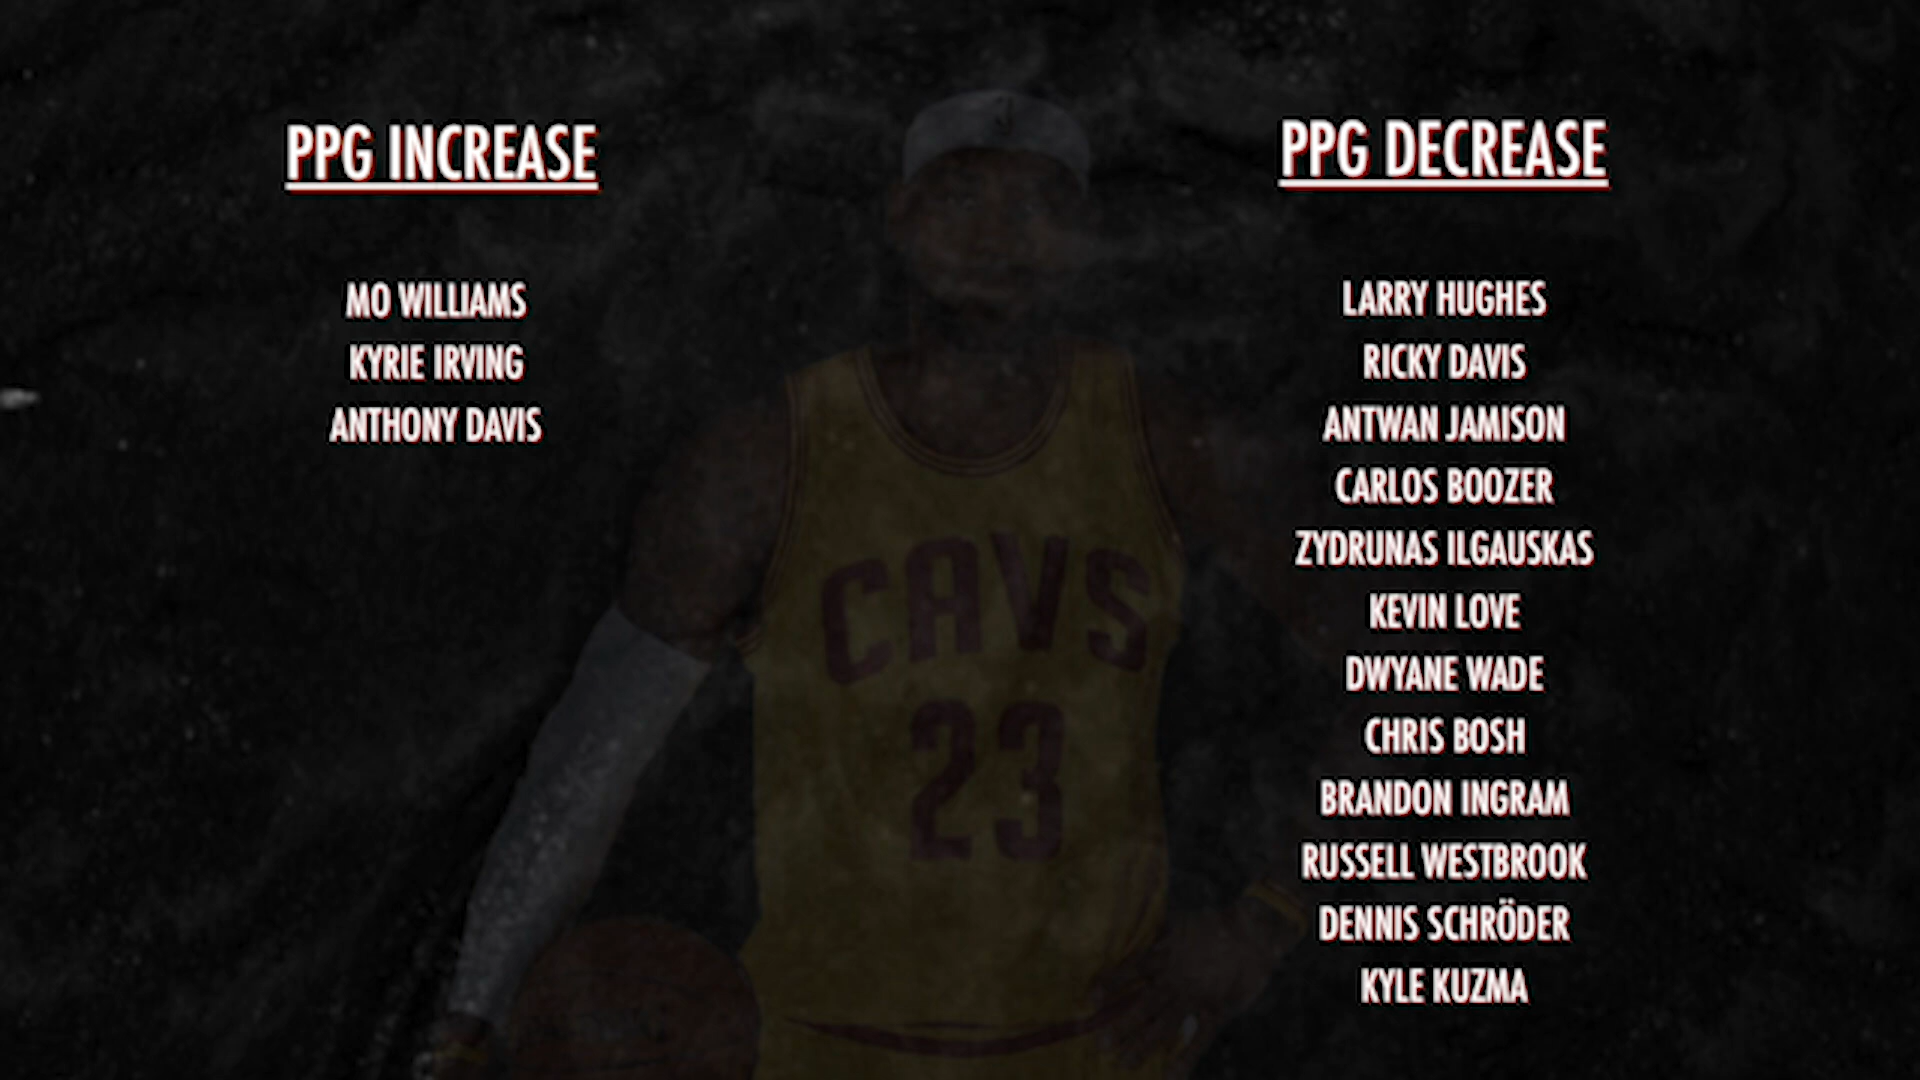 PPG INCREASE
MO WILLIAMS
KYRIE IRVING
ANTHONY DAVIS
PPG DECREASE
LARRY HUGHES
RICKY DAVIS
ANTWAN JAMISON
CARLOS BOOZER
ZYDRUNAS ILGAUSKAS
KEVIN LOVE
DWYANE WADE
CHRIS BOSH
BRANDON INGRAM
RUSSELL WESTBROOK
DENNIS SCHRÖDER
KYLE KUZMA
CAVS
23